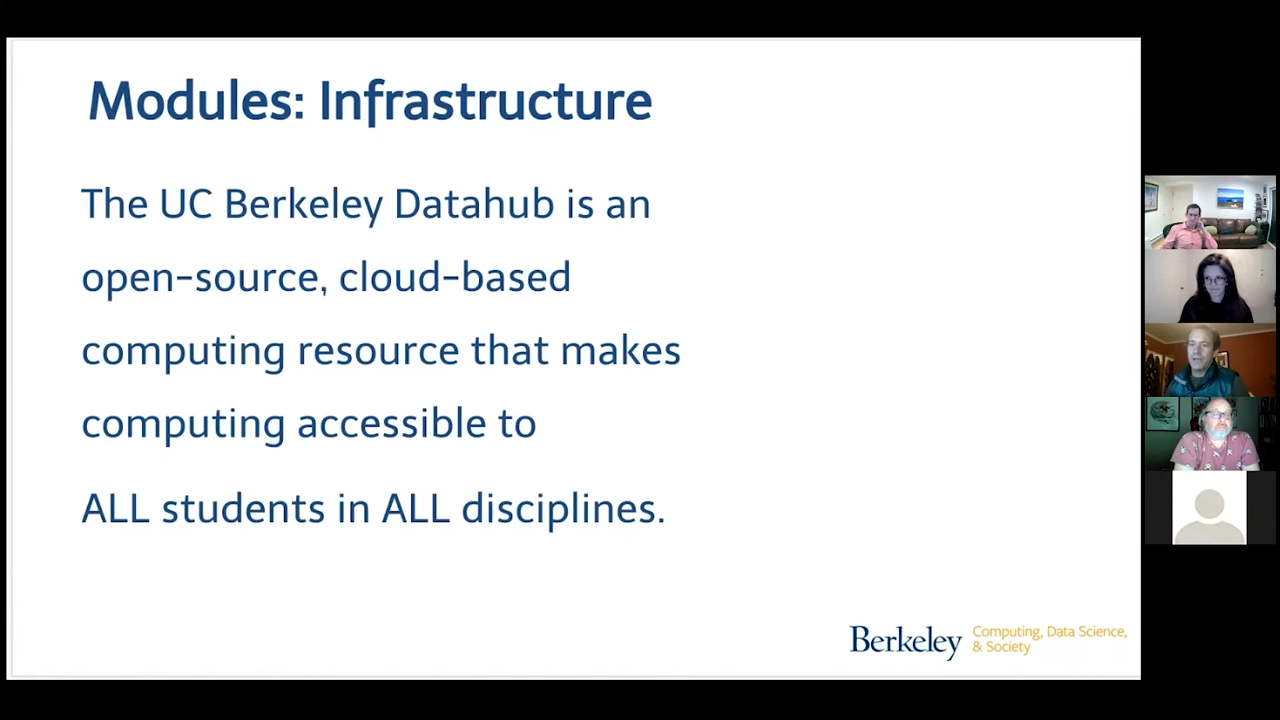 Modules: Infrastructure
The UC Berkeley Datahub is an
open-source, cloud-based
computing resource that makes
computing accessible to
ALL students in ALL disciplines.
Berkeley
Computing, Data Science,
& Society